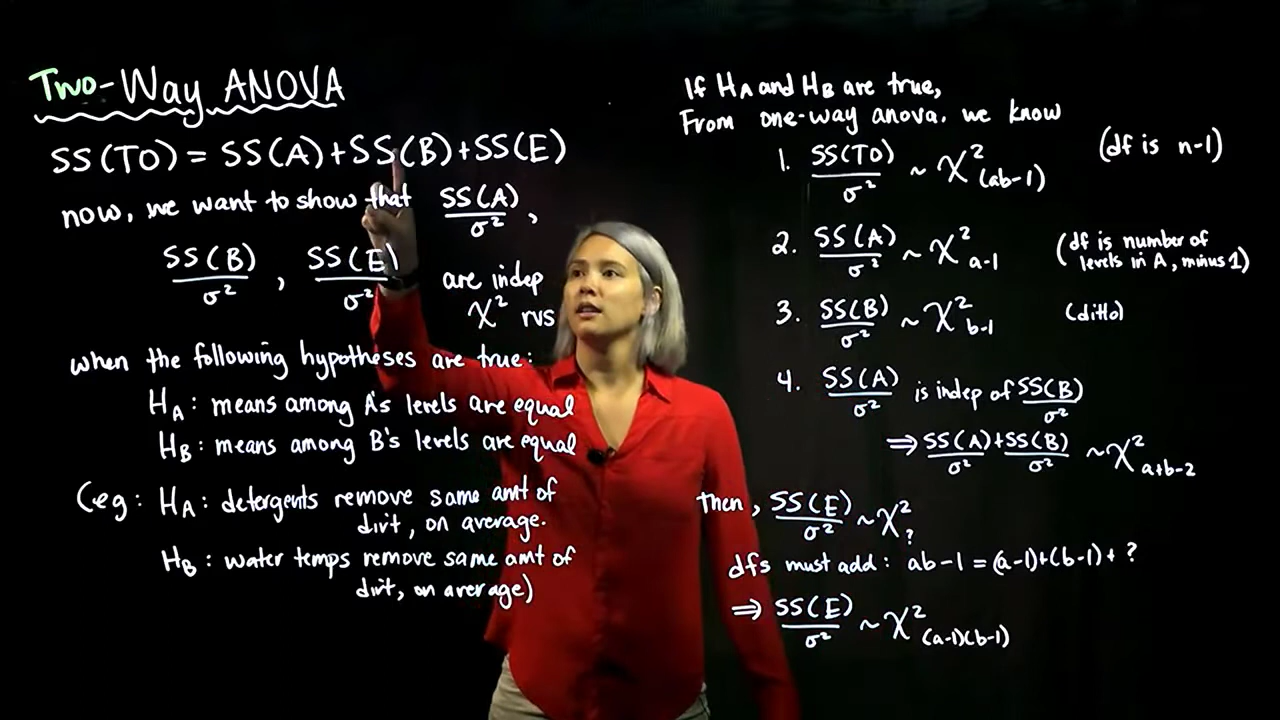 Two-Way ANOVA
SS(TO) = SS(A)+SS(B)+SS(E)
now, we want to show that SS(A)/σ²,
SS(B)/σ², SS(E)/σ² are indep
χ² rvs
when the following hypotheses are true:
HA: means among A's levels are equal
HB: means among B's levels are equal
(eg: HA: detergents remove same amt of
dirt, on average.
HB: water temps remove same amt of
dirt, on average)
If HA and HB are true,
From one-way anova. we know
1. SS(TO)/σ² ~ χ²(ab-1) (df is n-1)
2. SS(A)/σ² ~ χ²a-1 (df is number of
levels in A, minus 1)
3. SS(B)/σ² ~ χ²b-1 (ditto)
4. SS(A)/σ² is indep of SS(B)/σ²
⇒ SS(A)/σ² + SS(B)/σ² ~ χ²a+b-2
Then, SS(E)/σ² ~ χ²?
dfs must add: ab-1 = (a-1)+(b-1)+ ?
⇒ SS(E)/σ² ~ χ²(a-1)(b-1)